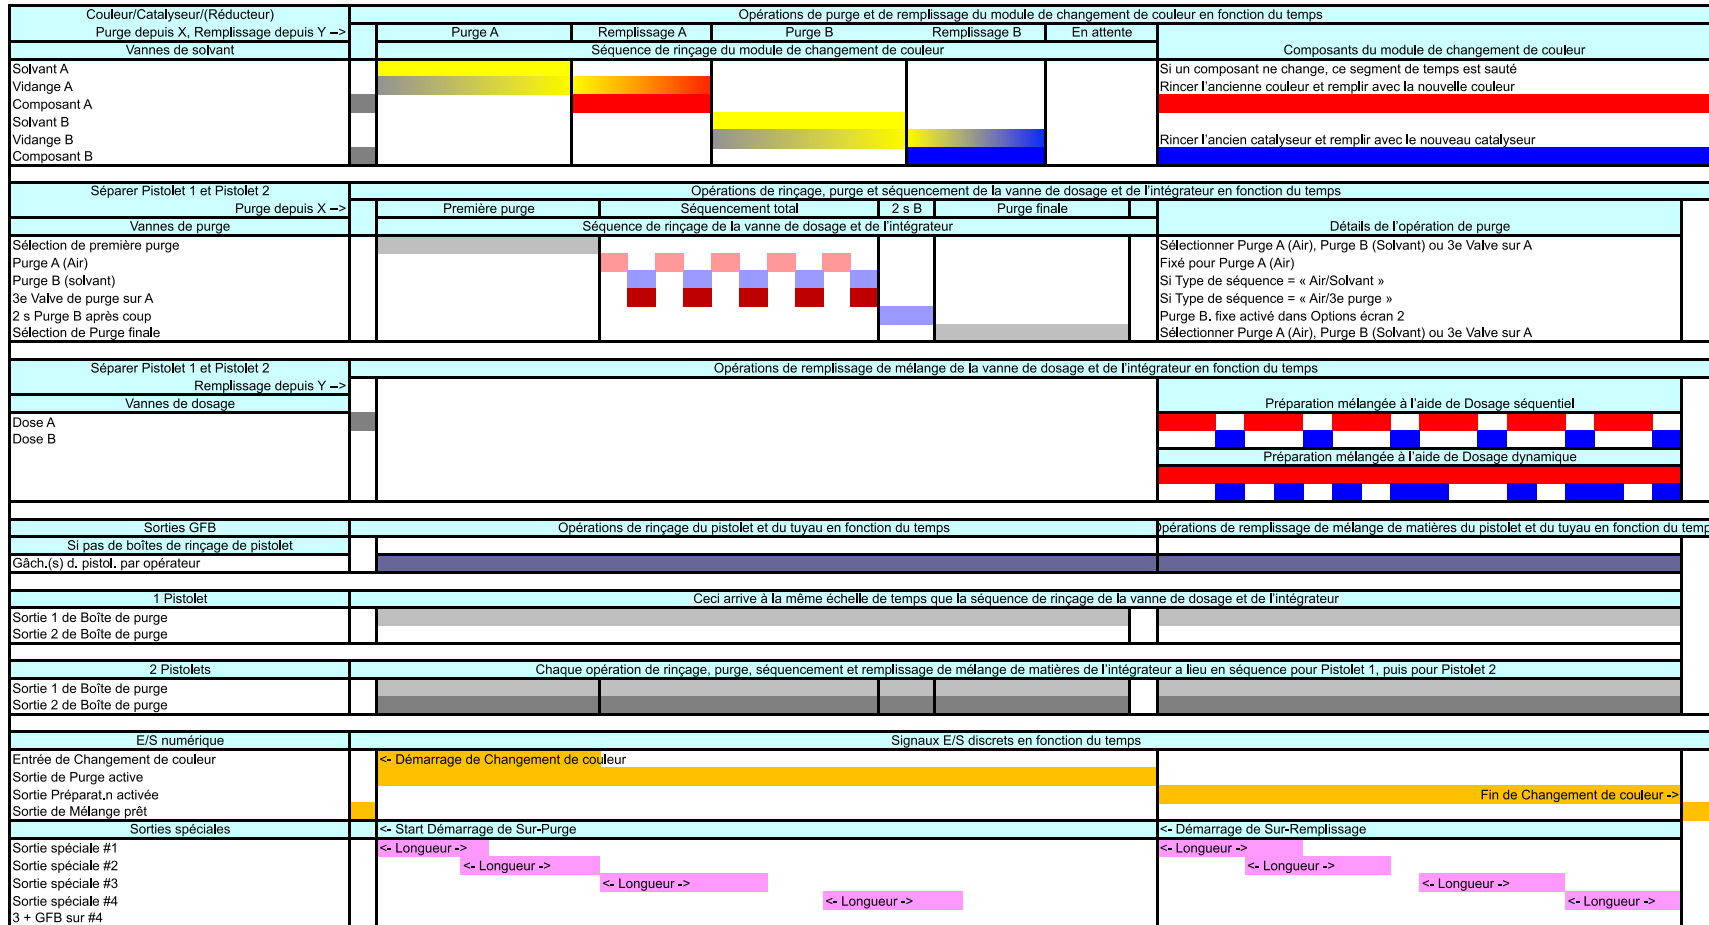 Couleur/Catalyseur/(Réducteur)
Opérations de purge et de remplissage du module de changement de couleur en fonction du temps
Purge depuis X, Remplissage depuis Y –>
Purge A
Remplissage A
Purge B
Remplissage B
En attente
Vannes de solvant
Séquence de rinçage du module de changement de couleur
Composants du module de changement de couleur
Solvant A
Si un composant ne change, ce segment de temps est sauté
Vidange A
Rincer l'ancienne couleur et remplir avec la nouvelle couleur
Composant A
Solvant B
Vidange B
Rincer l'ancien catalyseur et remplir avec le nouveau catalyseur
Composant B
Séparer Pistolet 1 et Pistolet 2
Opérations de rinçage, purge et séquencement de la vanne de dosage et de l'intégrateur en fonction du temps
Purge depuis X –>
Première purge
Séquencement total
2 s B
Purge finale
Vannes de purge
Séquence de rinçage de la vanne de dosage et de l'intégrateur
Détails de l'opération de purge
Sélection de première purge
Sélectionner Purge A (Air), Purge B (Solvant) ou 3e Valve sur A
Purge A (Air)
Fixé pour Purge A (Air)
Purge B (solvant)
Si Type de séquence = « Air/Solvant »
3e Valve de purge sur A
Si Type de séquence = « Air/3e purge »
2 s Purge B après coup
Purge B. fixe activé dans Options écran 2
Sélection de Purge finale
Sélectionner Purge A (Air), Purge B (Solvant) ou 3e Valve sur A
Séparer Pistolet 1 et Pistolet 2
Opérations de remplissage de mélange de la vanne de dosage et de l'intégrateur en fonction du temps
Remplissage depuis Y –>
Vannes de dosage
Préparation mélangée à l'aide de Dosage séquentiel
Dose A
Dose B
Préparation mélangée à l'aide de Dosage dynamique
Sorties GFB
Opérations de rinçage du pistolet et du tuyau en fonction du temps
Opérations de remplissage de mélange de matières du pistolet et du tuyau en fonction du temp
Si pas de boîtes de rinçage de pistolet
Gâch.(s) d. pistol. par opérateur
1 Pistolet
Ceci arrive à la même échelle de temps que la séquence de rinçage de la vanne de dosage et de l'intégrateur
Sortie 1 de Boîte de purge
Sortie 2 de Boîte de purge
2 Pistolets
Chaque opération de rinçage, purge, séquencement et remplissage de mélange de matières de l'intégrateur a lieu en séquence pour Pistolet 1, puis pour Pistolet 2
Sortie 1 de Boîte de purge
Sortie 2 de Boîte de purge
E/S numérique
Signaux E/S discrets en fonction du temps
Entrée de Changement de couleur
<- Démarrage de Changement de couleur
Sortie de Purge active
Sortie Préparat.n activée
Fin de Changement de couleur ->
Sortie de Mélange prêt
Sorties spéciales
<- Start Démarrage de Sur-Purge
<- Démarrage de Sur-Remplissage
Sortie spéciale #1
<- Longueur ->
<- Longueur ->
Sortie spéciale #2
<- Longueur ->
<- Longueur ->
Sortie spéciale #3
<- Longueur ->
<- Longueur ->
Sortie spéciale #4
<- Longueur ->
<- Longueur ->
3 + GFB sur #4